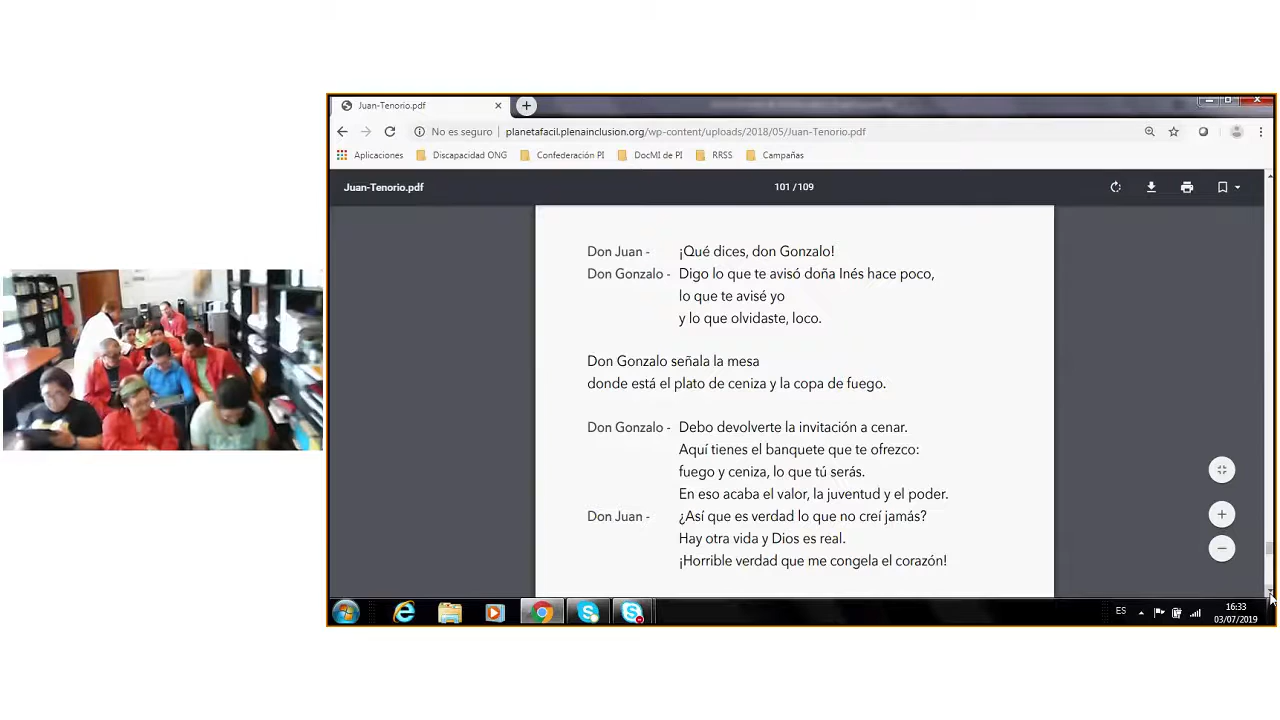 Juan-Tenorio.pdf
No es seguro | planetafacil.plenainclusion.org/wp-content/uploads/2018/05/Juan-Tenorio.pdf
Aplicaciones Discapacidad ONG Confederación PI DocMI de PI RRSS Campañas
Juan-Tenorio.pdf 101 / 109
Don Juan - ¡Qué dices, don Gonzalo!
Don Gonzalo - Digo lo que te avisó doña Inés hace poco,
lo que te avisé yo
y lo que olvidaste, loco.
Don Gonzalo señala la mesa
donde está el plato de ceniza y la copa de fuego.
Don Gonzalo - Debo devolverte la invitación a cenar.
Aquí tienes el banquete que te ofrezco:
fuego y ceniza, lo que tú serás.
En eso acaba el valor, la juventud y el poder.
Don Juan - ¿Así que es verdad lo que no creí jamás?
Hay otra vida y Dios es real.
¡Horrible verdad que me congela el corazón!
ES 16:33
03/07/2019